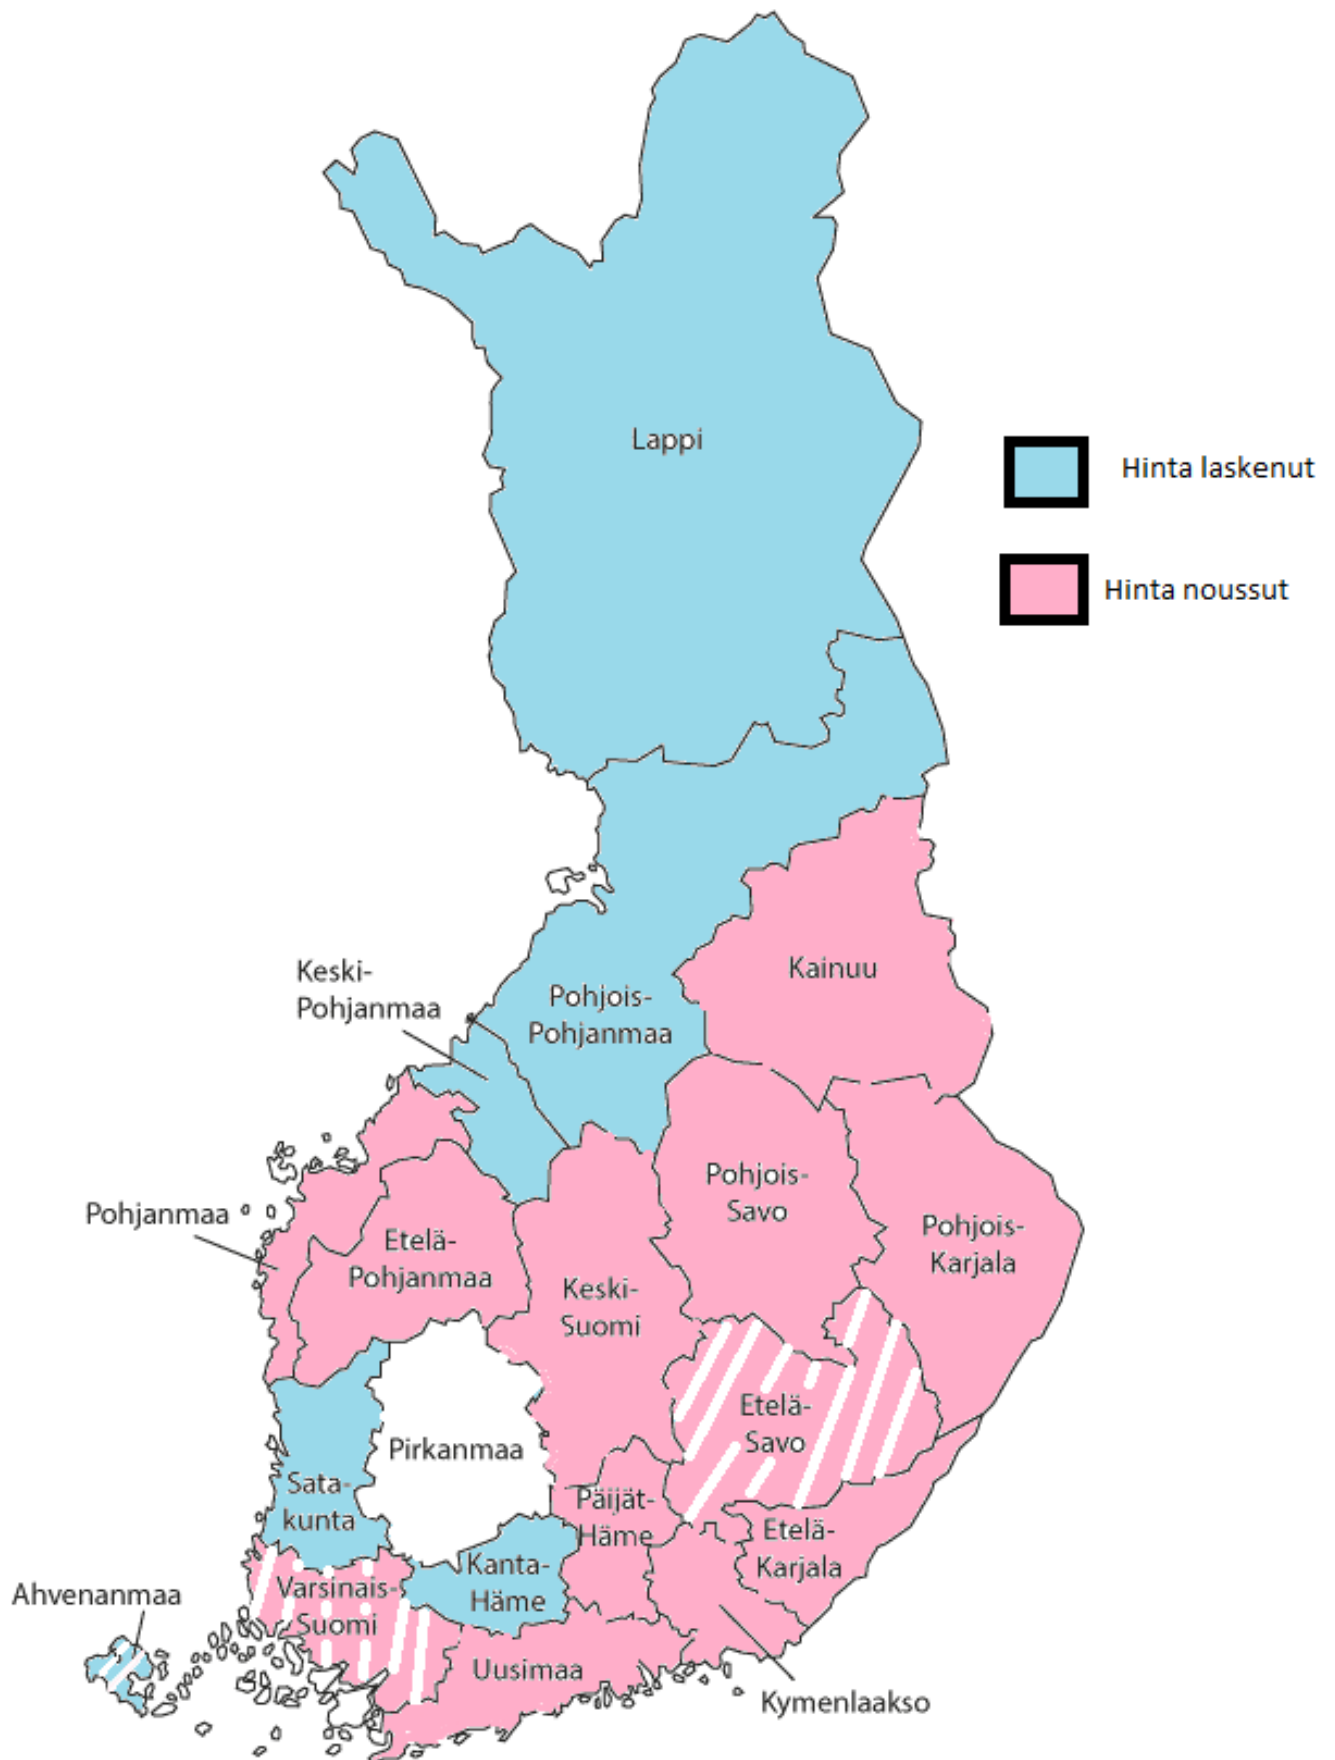 Lappi
Hinta laskenut
Hinta noussut
Keski-
Pohjanmaa
Pohjois-
Pohjanmaa
Kainuu
Pohjanmaa
Etelä-
Pohjanmaa
Keski-
Suomi
Pohjois-
Savo
Pohjois-
Karjala
Etelä-
Savo
Pirkanmaa
Sata-
kunta
Päijät-
Häme
Etelä-
Karjala
Kanta-
Häme
Varsinais-
Suomi
Ahvenanmaa
Uusimaa
Kymenlaakso